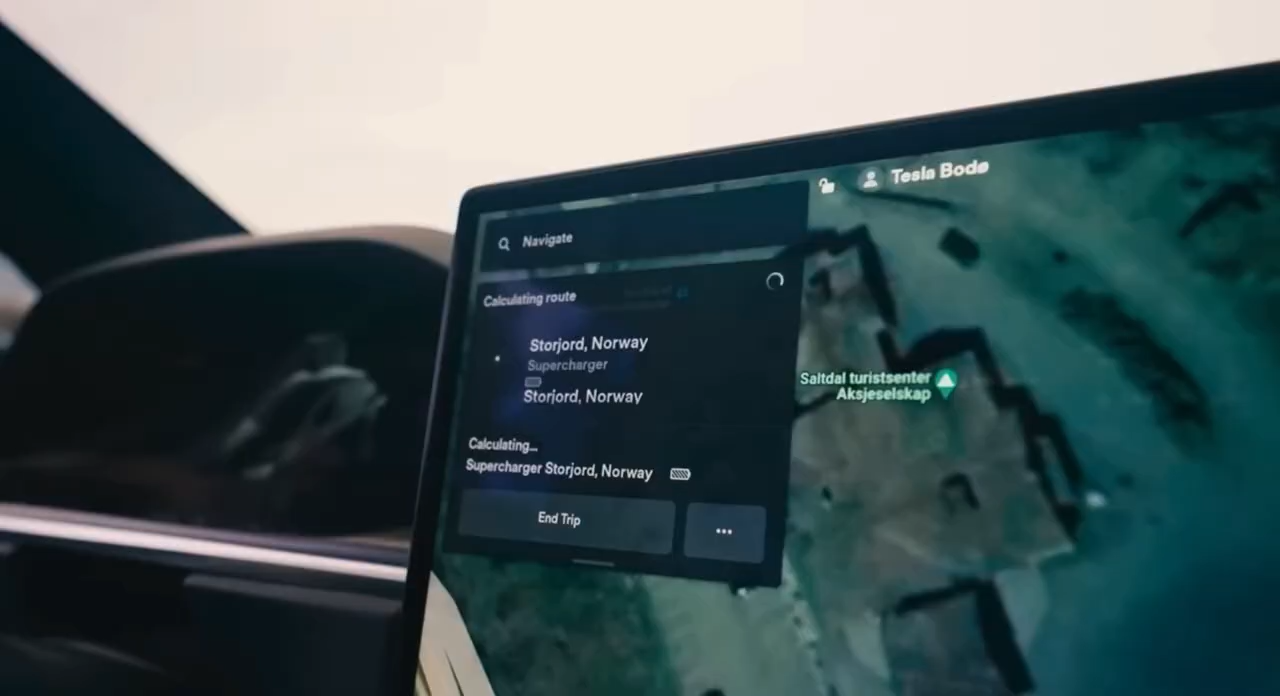 Tesla Bodø
Navigate
Calculating route
Storjord, Norway
Supercharger
Storjord, Norway
Calculating...
Supercharger Storjord, Norway
End Trip
Saltdal turistsenter
Aksjeselskap